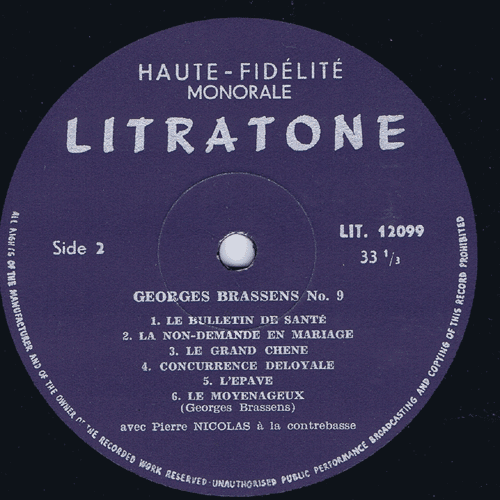 HAUTE-FIDÉLITÉ
MONORALE
LITRATONE
Side 2
LIT. 12099
33 1/3
GEORGES BRASSENS No. 9
1. LE BULLETIN DE SANTÉ
2. LA NON-DEMANDE EN MARIAGE
3. LE GRAND CHENE
4. CONCURRENCE DELOYALE
5. L'EPAVE
6. LE MOYENAGEUX
(Georges Brassens)
avec Pierre NICOLAS à la contrebasse
ALL RIGHTS OF THE MANUFACTURER AND OF THE OWNER OF THE RECORDED WORK RESERVED · UNAUTHORISED PUBLIC PERFORMANCE BROADCASTING AND COPYING OF THIS RECORD PROHIBITED